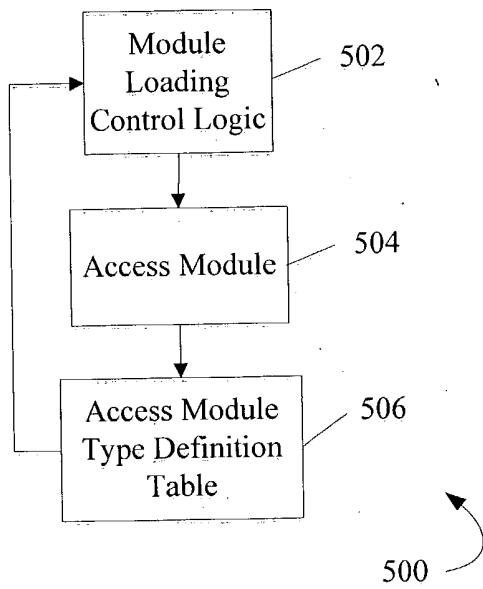 Module
Loading
Control Logic
502
Access Module
504
Access Module
Type Definition
Table
506
500